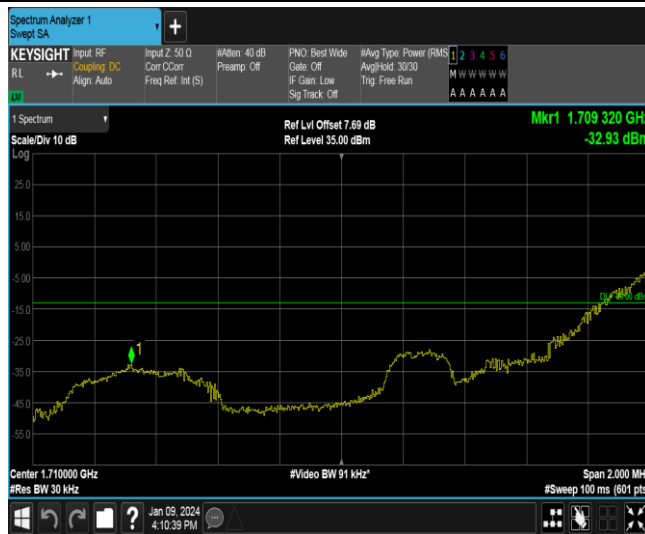 Spectrum Analyzer 1
Swept SA
+
KEYSIGHT
RL
Input: RF
Coupling: DC
Align: Auto
Input Z: 50 Ω
Corr CCorr
Freq Ref: Int (S)
#Atten: 40 dB
Preamp: Off
PNO: Best Wide
Gate: Off
IF Gain: Low
Sig Track: Off
#Avg Type: Power (RMS
Avg|Hold: 30/30
Trig: Free Run
1 2 3 4 5 6
M W W W W W
A A A A A A
1 Spectrum
Scale/Div 10 dB
Log
Ref Lvl Offset 7.69 dB
Ref Level 35.00 dBm
Mkr1 1.709 320 GHz
-32.93 dBm
25.0
15.0
5.00
-5.00
-15.0
-25.0
-35.0
-45.0
-55.0
1
Center 1.710000 GHz
#Res BW 30 kHz
#Video BW 91 kHz*
Span 2.000 MH
#Sweep 100 ms (601 pts
?
Jan 09, 2024
4:10:39 PM